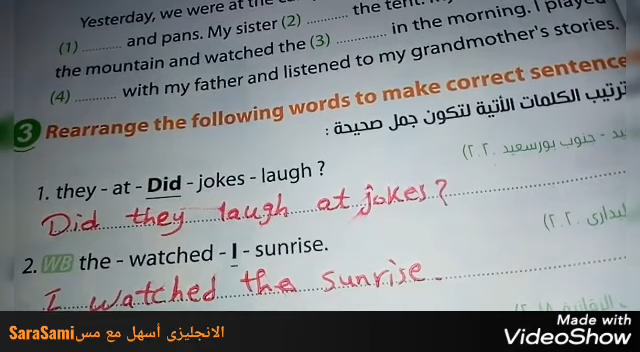 Yesterday, we were at the
(1) ............ and pans. My sister (2) ............ the tent.
the mountain and watched the (3) ............ in the morning. I played
(4) ............ with my father and listened to my grandmother's stories.
3 Rearrange the following words to make correct sentence
ترتيب الكلمات الآتية لتكون جمل صحيحة :
جنوب بورسعيد ٢٠٢٠)
1. they - at - Did - jokes - laugh ?
Did they laugh at jokes?
2. WB the - watched - I - sunrise.
I watched the sunrise.
الانجليزى أسهل مع مس SaraSami
Made with
VideoShow